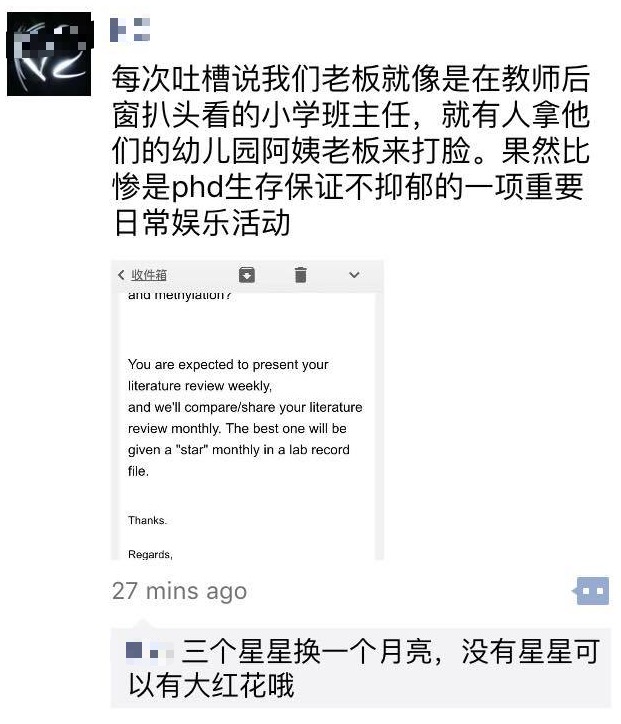 每次吐槽说我们老板就像是在教师后
窗扒头看的小学班主任，就有人拿他
们的幼儿园阿姨老板来打脸。果然比
惨是phd生存保证不抑郁的一项重要
日常娱乐活动
收件箱
and methylation?
You are expected to present your
literature review weekly,
and we'll compare/share your literature
review monthly. The best one will be
given a "star" monthly in a lab record
file.
Thanks.
Regards,
27 mins ago
三个星星换一个月亮，没有星星可
以有大红花哦